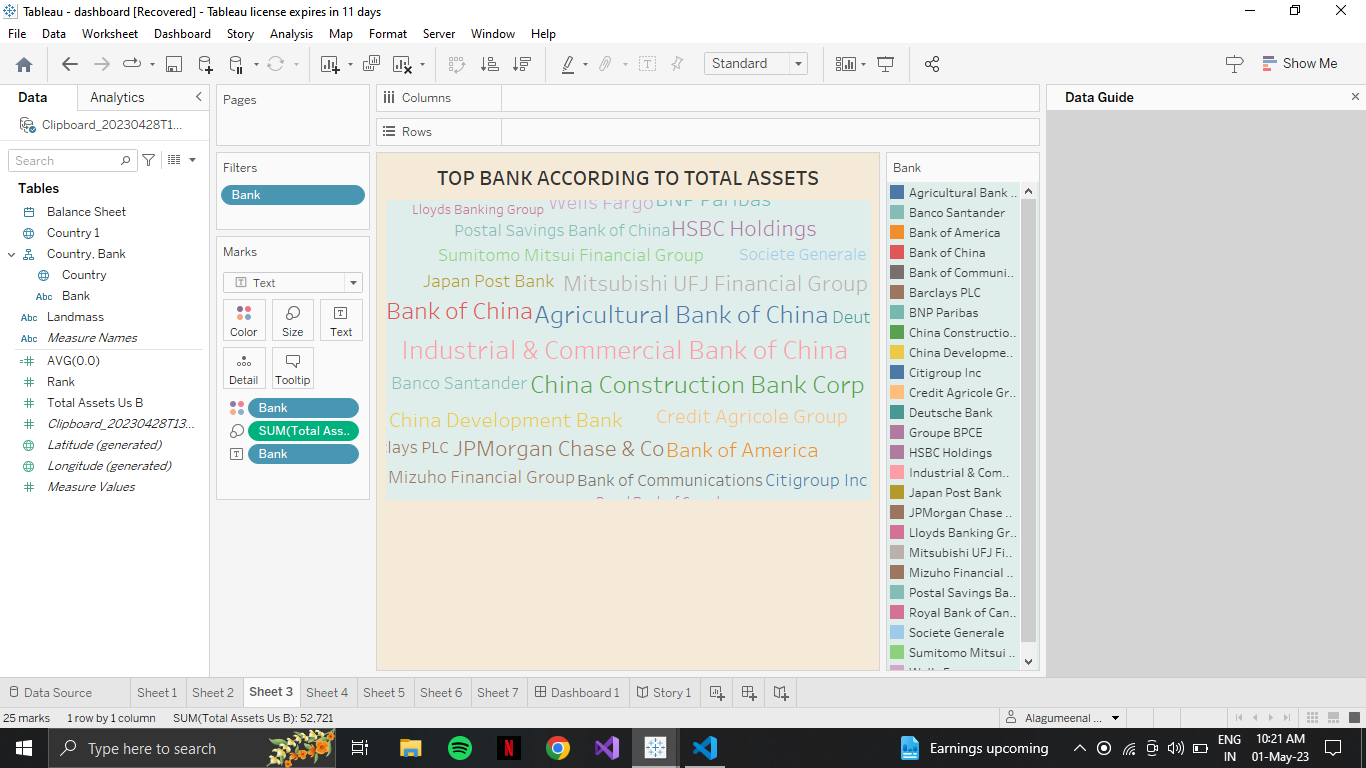 Tableau - dashboard [Recovered] - Tableau license expires in 11 days
File Data Worksheet Dashboard Story Analysis Map Format Server Window Help
Standard
Show Me
Data Analytics
Clipboard_20230428T1...
Search
Tables
Balance Sheet
Country 1
Country, Bank
Country
Abc Bank
Abc Landmass
Abc Measure Names
AVG(0.0)
Rank
Total Assets Us B
Clipboard_20230428T13...
Latitude (generated)
Longitude (generated)
Measure Values
Pages
Filters
Bank
Marks
Text
Color Size Text
Detail Tooltip
Bank
SUM(Total Ass..
Bank
Columns
Rows
TOP BANK ACCORDING TO TOTAL ASSETS
Lloyds Banking Group Wells Fargo BNP Paribas
Postal Savings Bank of China HSBC Holdings
Sumitomo Mitsui Financial Group Societe Generale
Japan Post Bank Mitsubishi UFJ Financial Group
Bank of China Agricultural Bank of China Deut
Industrial & Commercial Bank of China
Banco Santander China Construction Bank Corp
China Development Bank Credit Agricole Group
clays PLC JPMorgan Chase & Co Bank of America
Mizuho Financial Group Bank of Communications Citigroup Inc
Bank
Agricultural Bank ..
Banco Santander
Bank of America
Bank of China
Bank of Communi..
Barclays PLC
BNP Paribas
China Constructio..
China Developme..
Citigroup Inc
Credit Agricole Gr..
Deutsche Bank
Groupe BPCE
HSBC Holdings
Industrial & Com..
Japan Post Bank
JPMorgan Chase ..
Lloyds Banking Gr..
Mitsubishi UFJ Fi..
Mizuho Financial ..
Postal Savings Ba..
Royal Bank of Can..
Societe Generale
Sumitomo Mitsui ..
Data Guide
Data Source Sheet 1 Sheet 2 Sheet 3 Sheet 4 Sheet 5 Sheet 6 Sheet 7 Dashboard 1 Story 1
25 marks 1 row by 1 column SUM(Total Assets Us B): 52.721
Alagumeenal ...
Type here to search
N
Earnings upcoming
ENG
IN
10:21 AM
01-May-23